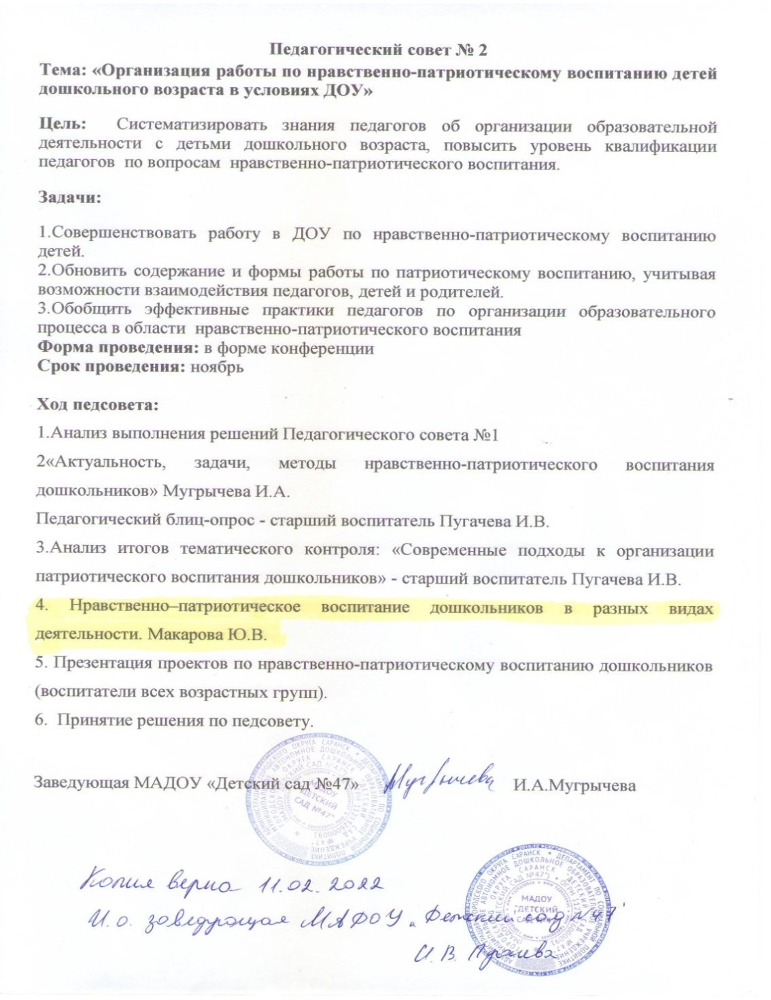 Педагогический совет № 2
Тема: «Организация работы по нравственно-патриотическому воспитанию детей
дошкольного возраста в условиях ДОУ»
Цель: Систематизировать знания педагогов об организации образовательной
деятельности с детьми дошкольного возраста, повысить уровень квалификации
педагогов по вопросам нравственно-патриотического воспитания.
Задачи:
1.Совершенствовать работу в ДОУ по нравственно-патриотическому воспитанию
детей.
2.Обновить содержание и формы работы по патриотическому воспитанию, учитывая
возможности взаимодействия педагогов, детей и родителей.
3.Обобщить эффективные практики педагогов по организации образовательного
процесса в области нравственно-патриотического воспитания
Форма проведения: в форме конференции
Срок проведения: ноябрь
Ход педсовета:
1.Анализ выполнения решений Педагогического совета №1
2«Актуальность, задачи, методы нравственно-патриотического воспитания
дошкольников» Мугрычева И.А.
Педагогический блиц-опрос - старший воспитатель Пугачева И.В.
3.Анализ итогов тематического контроля: «Современные подходы к организации
патриотического воспитания дошкольников» - старший воспитатель Пугачева И.В.
4. Нравственно–патриотическое воспитание дошкольников в разных видах
деятельности. Макарова Ю.В.
5. Презентация проектов по нравственно-патриотическому воспитанию дошкольников
(воспитатели всех возрастных групп).
6. Принятие решения по педсовету.
Заведующая МАДОУ «Детский сад №47» Мугрычева И.А.Мугрычева
МАДОУ
"ДЕТСКИЙ
САД №47"
Копия верна 11.02.2022
И.о. заведующая МАДОУ „Детский сад №47"
МАДОУ
"ДЕТСКИЙ
И.В.